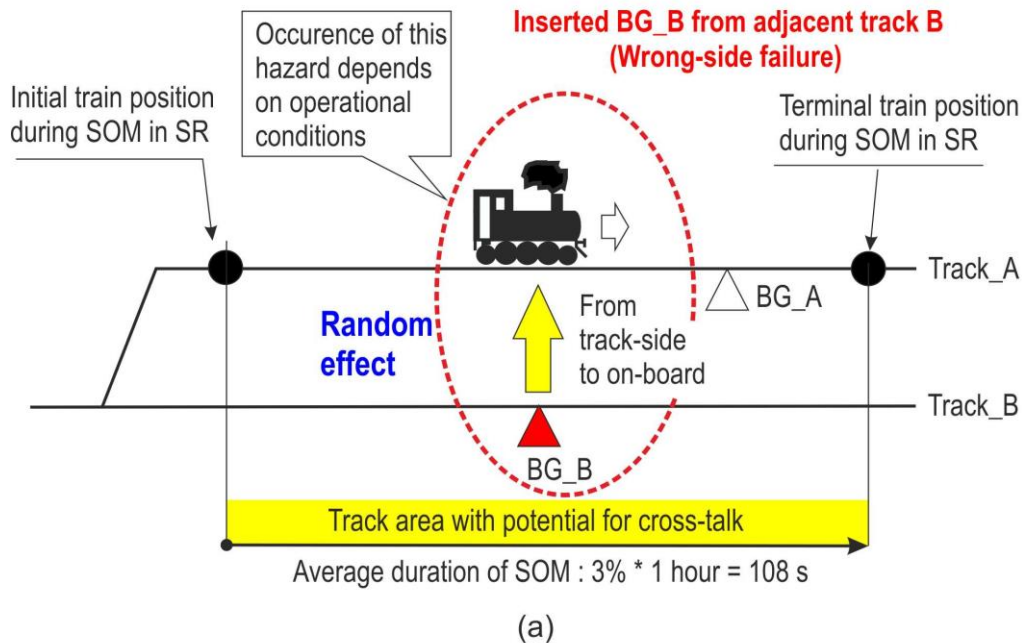 Inserted BG_B from adjacent track B
(Wrong-side failure)
Occurence of this
hazard depends
on operational
conditions
Initial train position
during SOM in SR
Terminal train position
during SOM in SR
Track_A
BG_A
From
track-side
to on-board
Random
effect
Track_B
BG_B
Track area with potential for cross-talk
Average duration of SOM : 3% * 1 hour = 108 s
(a)